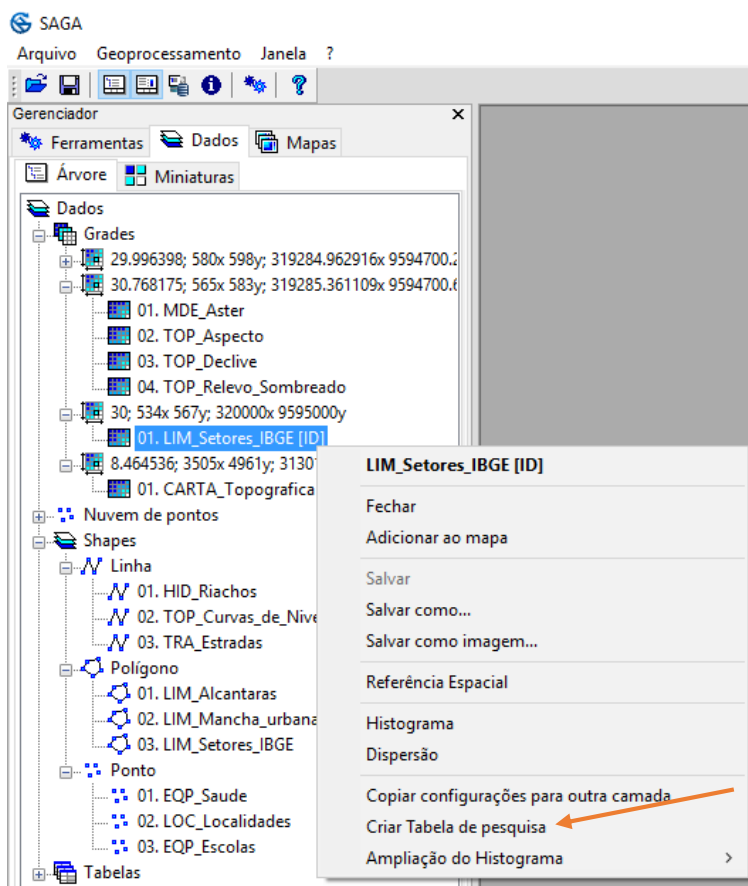 SAGA
Arquivo Geoprocessamento Janela ?
Gerenciador
Ferramentas Dados Mapas
Árvore Miniaturas
Dados
Grades
29.996398; 580x 598y; 319284.962916x 9594700.2
30.768175; 565x 583y; 319285.361109x 9594700.6
01. MDE_Aster
02. TOP_Aspecto
03. TOP_Declive
04. TOP_Relevo_Sombreado
30; 534x 567y; 320000x 9595000y
01. LIM_Setores_IBGE [ID]
8.464536; 3505x 4961y; 3130
01. CARTA_Topografica
Nuvem de pontos
Shapes
Linha
01. HID_Riachos
02. TOP_Curvas_de_Nive
03. TRA_Estradas
Polígono
01. LIM_Alcantaras
02. LIM_Mancha_urbana
03. LIM_Setores_IBGE
Ponto
01. EQP_Saude
02. LOC_Localidades
03. EQP_Escolas
Tabelas
LIM_Setores_IBGE [ID]
Fechar
Adicionar ao mapa
Salvar
Salvar como...
Salvar como imagem...
Referência Espacial
Histograma
Dispersão
Copiar configurações para outra camada
Criar Tabela de pesquisa
Ampliação do Histograma